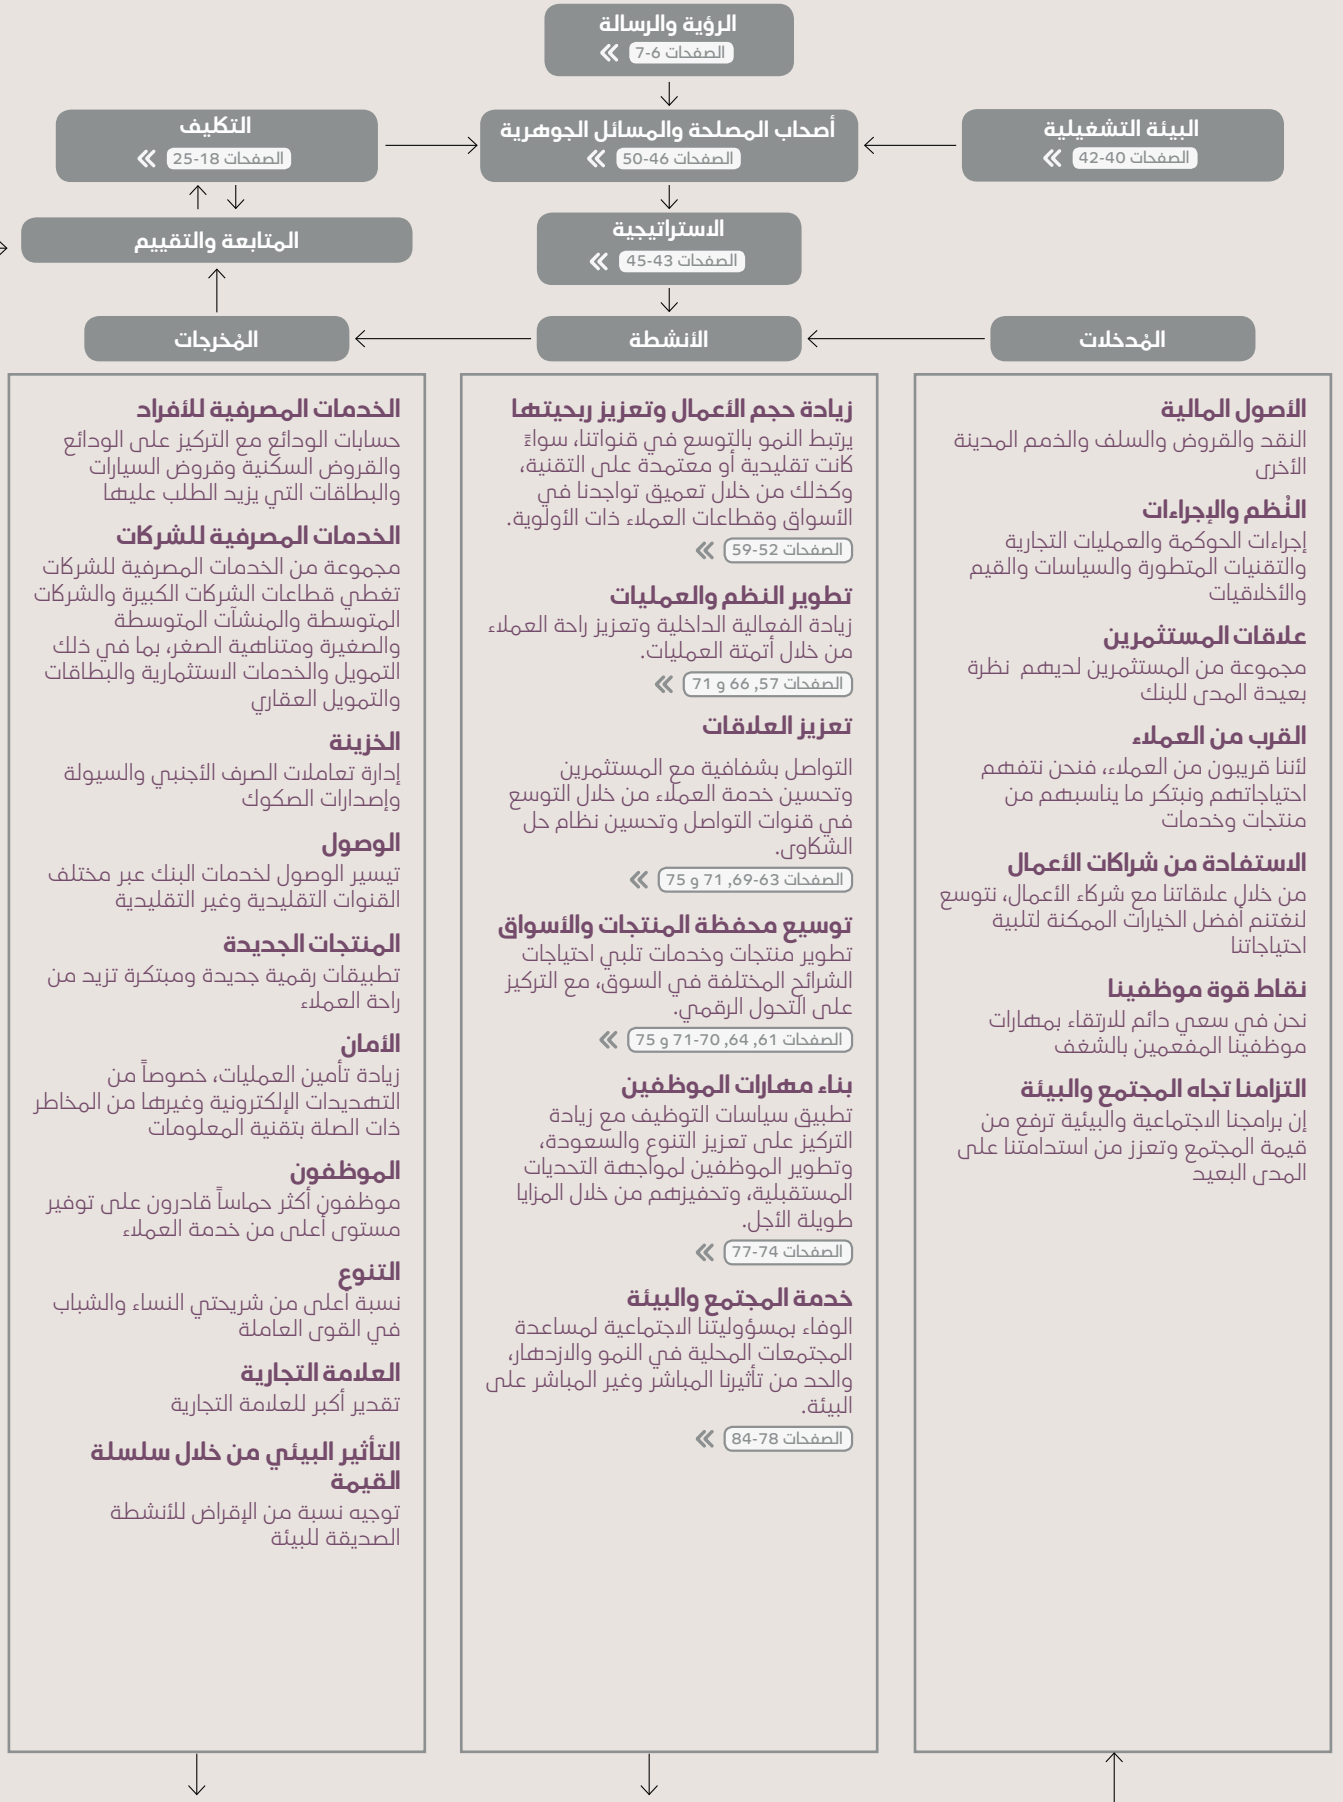 الرؤية والرسالة
الصفحات 6-7
البيئة التشغيلية
الصفحات 40-42
أصحاب المصلحة والمسائل الجوهرية
الصفحات 46-50
التكليف
الصفحات 18-25
الاستراتيجية
الصفحات 43-45
المتابعة والتقييم
المُدخلات
الأنشطة
المُخرجات
الأصول المالية
النقد والقروض والسلف والذمم المدينة
الأخرى
النُظم والإجراءات
إجراءات الحوكمة والعمليات التجارية
والتقنيات المتطورة والسياسات والقيم
والأخلاقيات
علاقات المستثمرين
مجموعة من المستثمرين لديهم نظرة
بعيدة المدى للبنك
القرب من العملاء
لأننا قريبون من العملاء، فنحن نتفهم
احتياجاتهم ونبتكر ما يناسبهم من
منتجات وخدمات
الاستفادة من شراكات الأعمال
من خلال علاقاتنا مع شركاء الأعمال، نتوسع
لنغتنم أفضل الخيارات الممكنة لتلبية
احتياجاتنا
نقاط قوة موظفينا
نحن في سعي دائم للارتقاء بمهارات
موظفينا المفعمين بالشغف
التزامنا تجاه المجتمع والبيئة
إن برامجنا الاجتماعية والبيئية ترفع من
قيمة المجتمع وتعزز من استدامتنا على
المدى البعيد
زيادة حجم الأعمال وتعزيز ربحيتها
يرتبط النمو بالتوسع في قنواتنا، سواءً
كانت تقليدية أو معتمدة على التقنية،
وكذلك من خلال تعميق تواجدنا في
الأسواق وقطاعات العملاء ذات الأولوية.
الصفحات 52-59
تطوير النظم والعمليات
زيادة الفعالية الداخلية وتعزيز راحة العملاء
من خلال أتمتة العمليات.
الصفحات 57, 66 و 71
تعزيز العلاقات
التواصل بشفافية مع المستثمرين
وتحسين خدمة العملاء من خلال التوسع
في قنوات التواصل وتحسين نظام حل
الشكاوى.
الصفحات 63-69, 71 و 75
توسيع محفظة المنتجات والأسواق
تطوير منتجات وخدمات تلبي احتياجات
الشرائح المختلفة في السوق، مع التركيز
على التحول الرقمي.
الصفحات 61, 64, 70-71 و 75
بناء مهارات الموظفين
تطبيق سياسات التوظيف مع زيادة
التركيز على تعزيز التنوع والسعودة،
وتطوير الموظفين لمواجهة التحديات
المستقبلية، وتحفيزهم من خلال المزايا
طويلة الأجل.
الصفحات 74-77
خدمة المجتمع والبيئة
الوفاء بمسؤوليتنا الاجتماعية لمساعدة
المجتمعات المحلية في النمو والازدهار،
والحد من تأثيرنا المباشر وغير المباشر على
البيئة.
الصفحات 78-84
الخدمات المصرفية للأفراد
حسابات الودائع مع التركيز على الودائع
والقروض السكنية وقروض السيارات
والبطاقات التي يزيد الطلب عليها
الخدمات المصرفية للشركات
مجموعة من الخدمات المصرفية للشركات
تغطي قطاعات الشركات الكبيرة والشركات
المتوسطة والمنشآت المتوسطة
والصغيرة ومتناهية الصغر، بما في ذلك
التمويل والخدمات الاستثمارية والبطاقات
والتمويل العقاري
الخزينة
إدارة تعاملات الصرف الأجنبي والسيولة
وإصدارات الصكوك
الوصول
تيسير الوصول لخدمات البنك عبر مختلف
القنوات التقليدية وغير التقليدية
المنتجات الجديدة
تطبيقات رقمية جديدة ومبتكرة تزيد من
راحة العملاء
الأمان
زيادة تأمين العمليات، خصوصاً من
التهديدات الإلكترونية وغيرها من المخاطر
ذات الصلة بتقنية المعلومات
الموظفون
موظفون أكثر حماساً قادرون على توفير
مستوى أعلى من خدمة العملاء
التنوع
نسبة أعلى من شريحتي النساء والشباب
في القوى العاملة
العلامة التجارية
تقدير أكبر للعلامة التجارية
التأثير البيئي من خلال سلسلة
القيمة
توجيه نسبة من الإقراض للأنشطة
الصديقة للبيئة